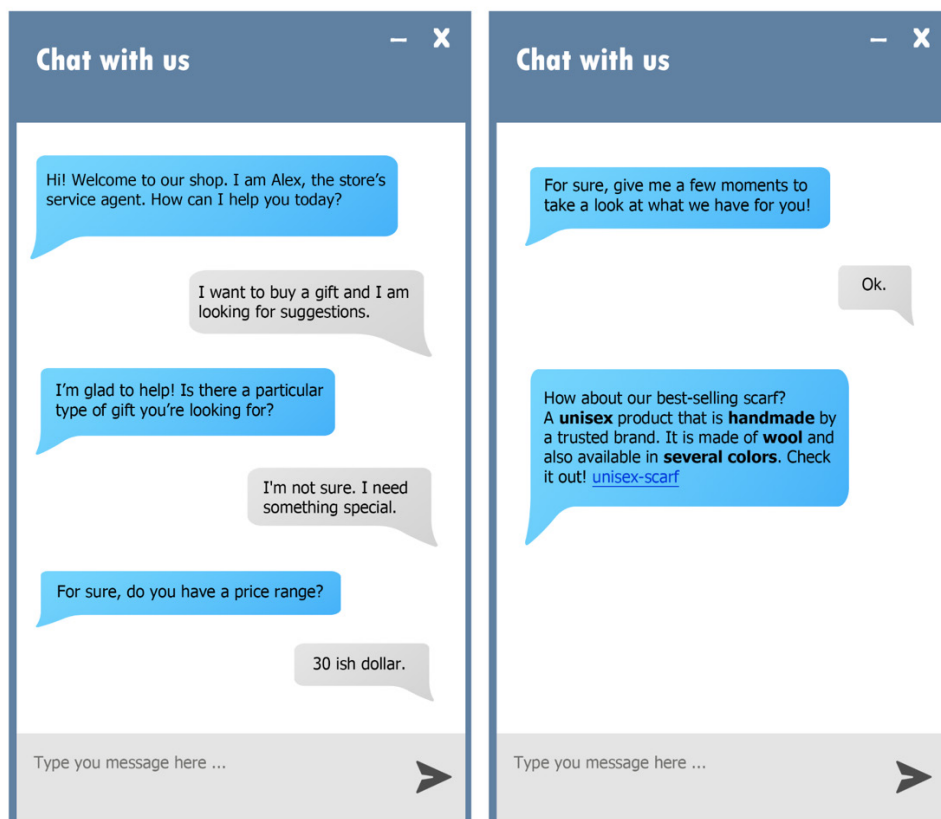 Chat with us
Hi! Welcome to our shop. I am Alex, the store's
service agent. How can I help you today?
I want to buy a gift and I am
looking for suggestions.
I'm glad to help! Is there a particular
type of gift you're looking for?
I'm not sure. I need
something special.
For sure, do you have a price range?
30 ish dollar.
Type you message here ...
Chat with us
For sure, give me a few moments to
take a look at what we have for you!
Ok.
How about our best-selling scarf?
A unisex product that is handmade by
a trusted brand. It is made of wool and
also available in several colors. Check
it out! unisex-scarf
Type you message here ...